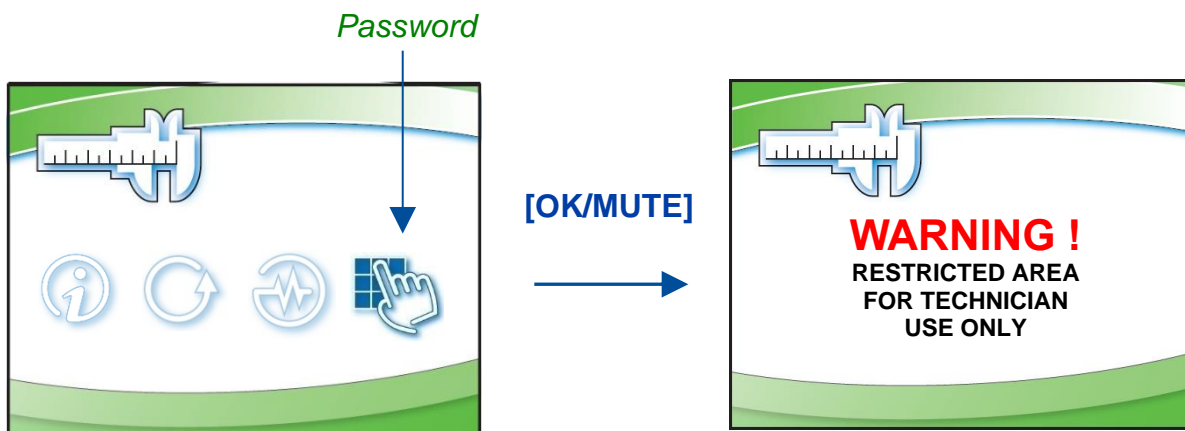 Password
[OK/MUTE]
WARNING !
RESTRICTED AREA
FOR TECHNICIAN
USE ONLY